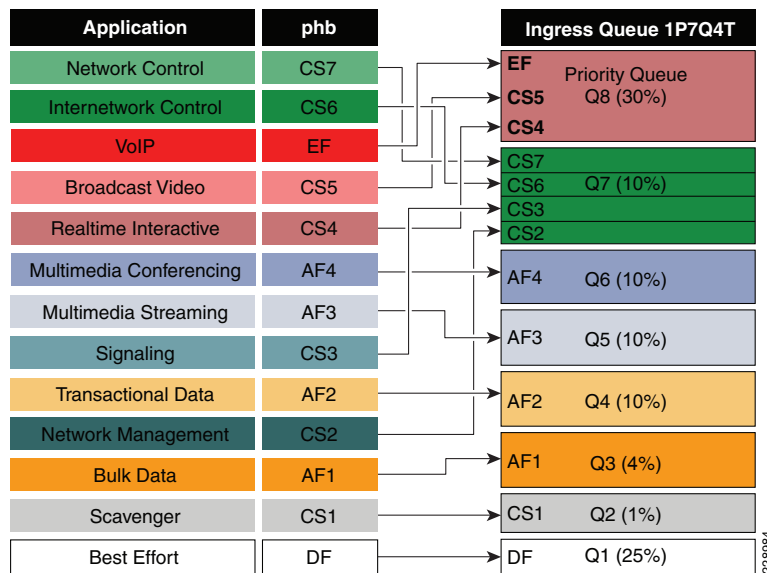 Application phb Ingress Queue 1P7Q4T
Network Control CS7
Internetwork Control CS6
VoIP EF
Broadcast Video CS5
Realtime Interactive CS4
Multimedia Conferencing AF4
Multimedia Streaming AF3
Signaling CS3
Transactional Data AF2
Network Management CS2
Bulk Data AF1
Scavenger CS1
Best Effort DF
EF
Priority Queue
CS5 Q8 (30%)
CS4
CS7
CS6 Q7 (10%)
CS3
CS2
AF4 Q6 (10%)
AF3 Q5 (10%)
AF2 Q4 (10%)
AF1 Q3 (4%)
CS1 Q2 (1%)
DF Q1 (25%)
228984